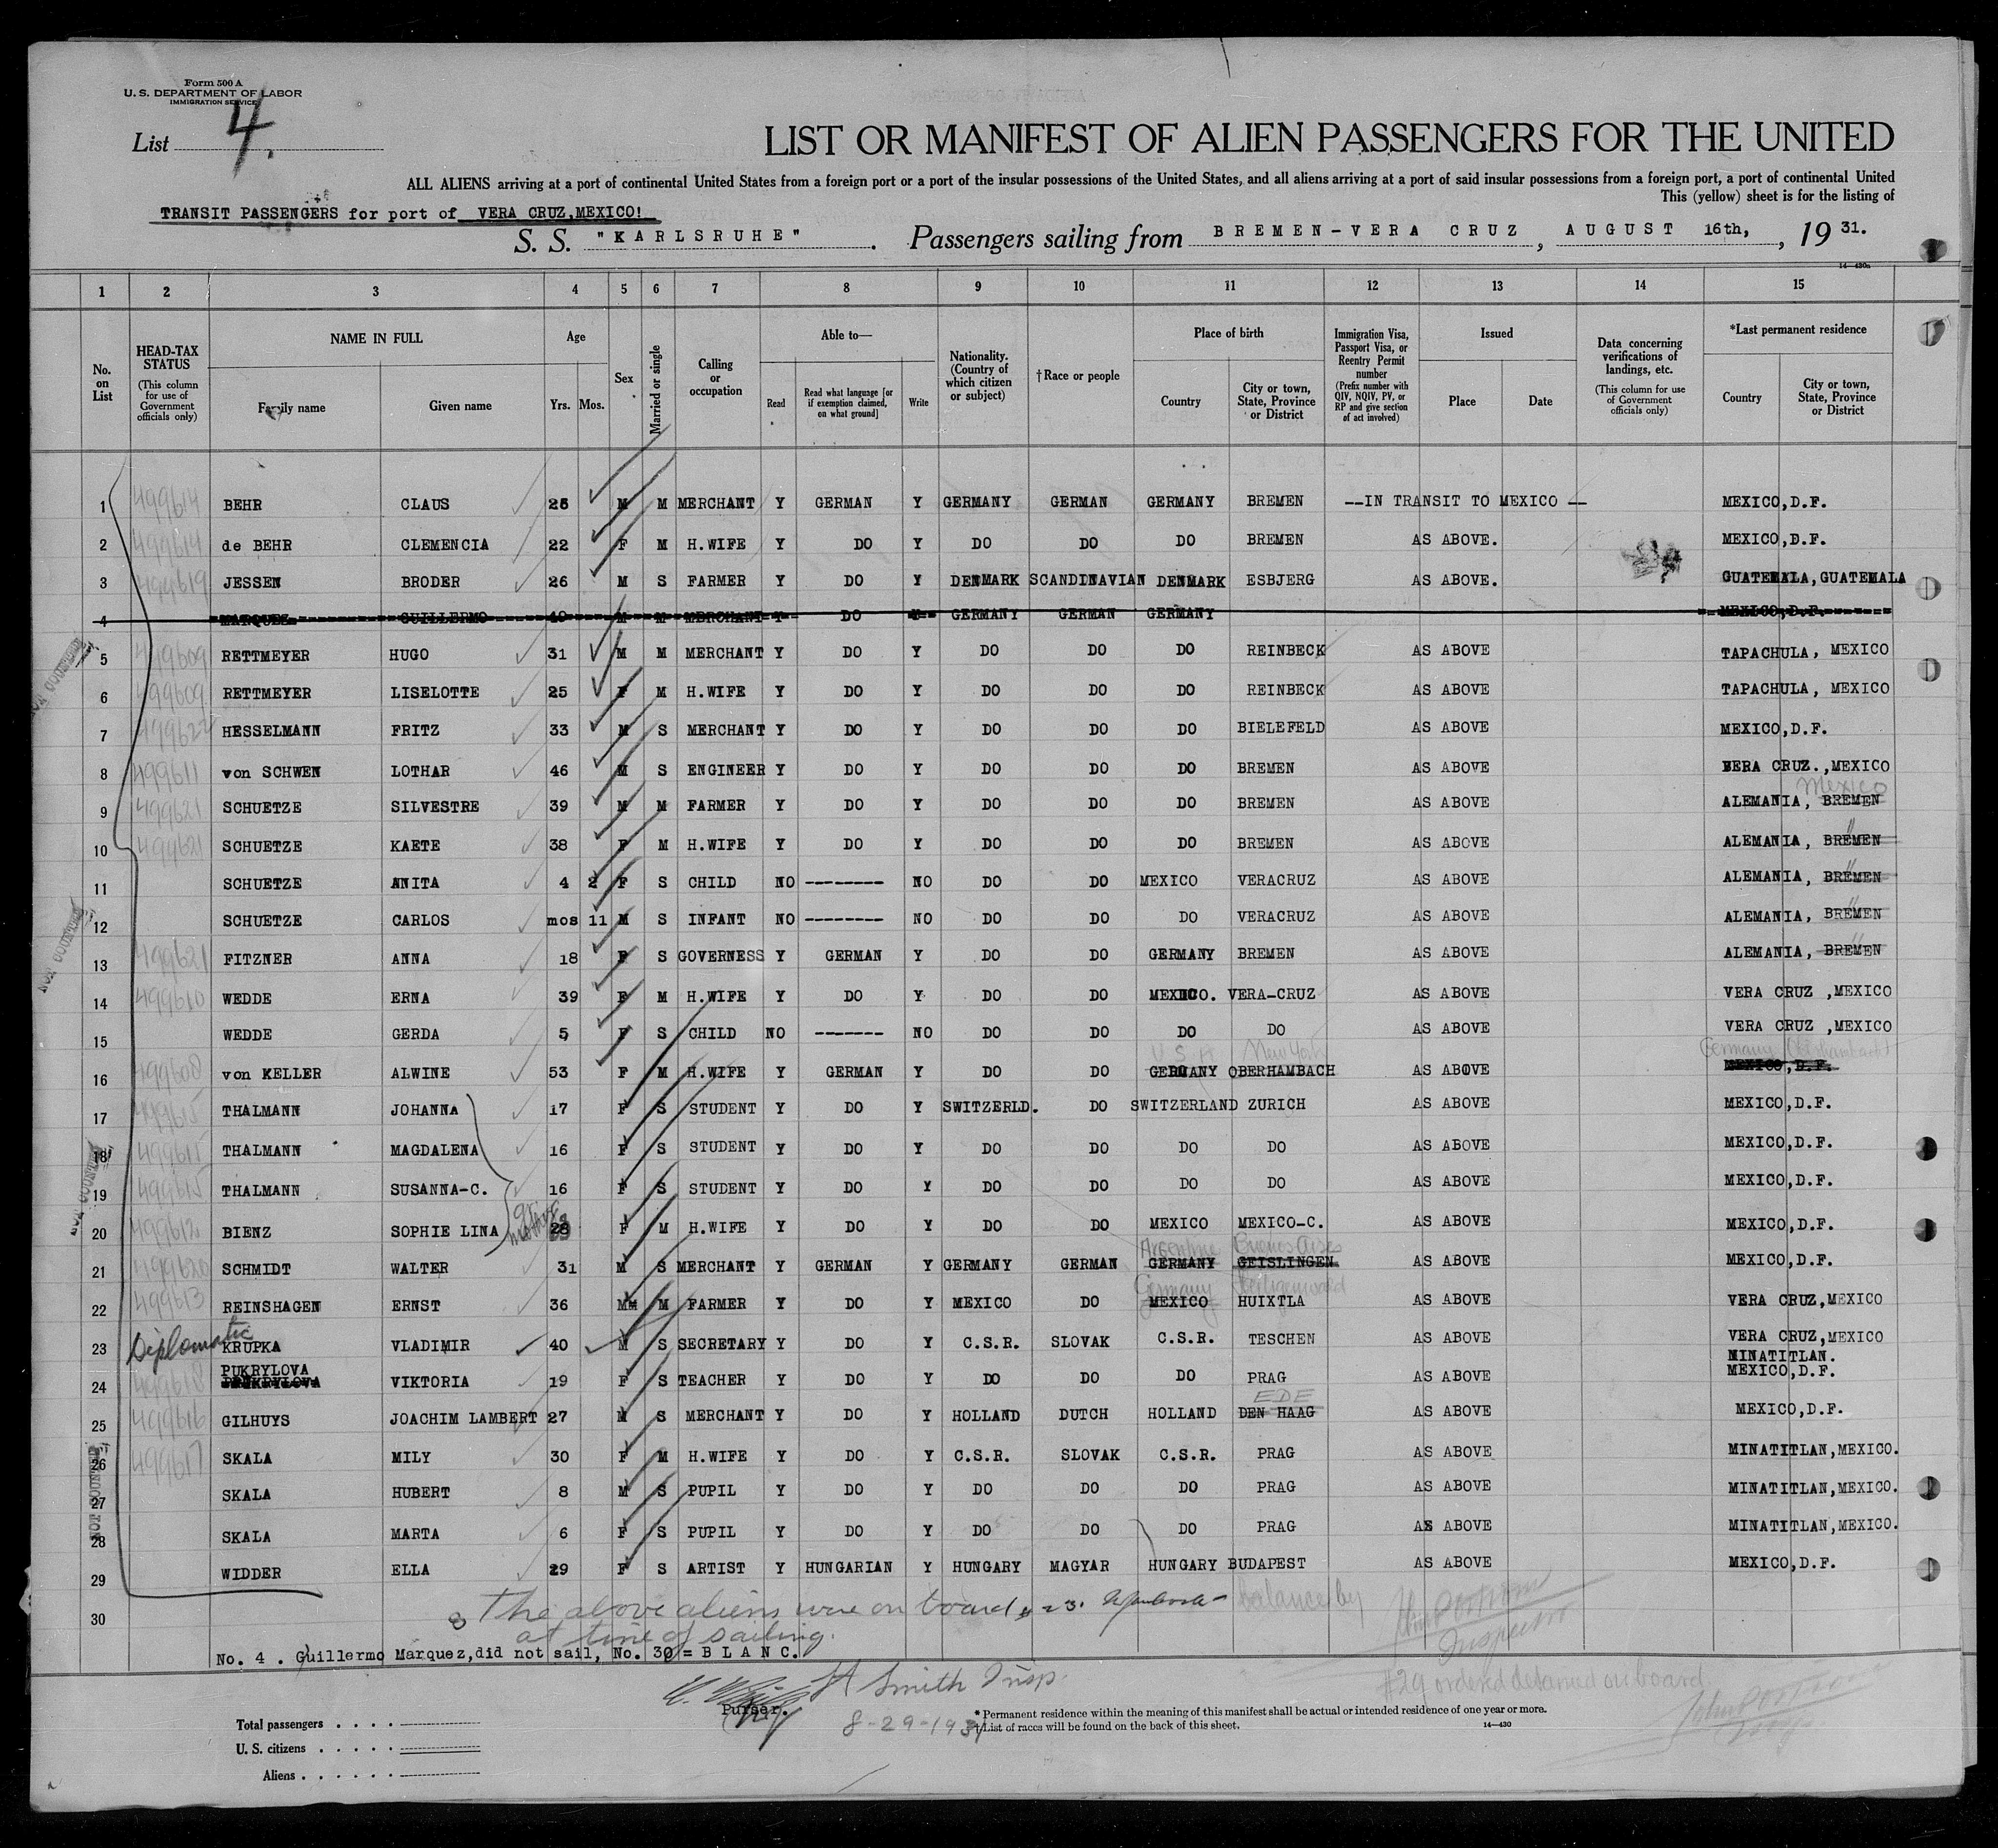 Form 500 A
U. S. DEPARTMENT OF LABOR
IMMIGRATION SERVICE
List 4.
LIST OR MANIFEST OF ALIEN PASSENGERS FOR THE UNITED
ALL ALIENS arriving at a port of continental United States from a foreign port or a port of the insular possessions of the United States, and all aliens arriving at a port of said insular possessions from a foreign port, a port of continental United
This (yellow) sheet is for the listing of
TRANSIT PASSENGERS for port of VERA CRUZ, MEXICO!
S. S. "KARLSRUHE". Passengers sailing from BREMEN-VERA CRUZ, AUGUST 16th, 1931.
14—430a
1 2 3 4 5 6 7 8 9 10 11 12 13 14 15
No. on List
HEAD-TAX STATUS (This column for use of Government officials only)
NAME IN FULL Family name Given name
Age Yrs. Mos.
Sex
Married or single
Calling or occupation
Able to— Read Read what language [or if exemption claimed, on what ground] Write
Nationality. (Country of which citizen or subject)
†Race or people
Place of birth Country City or town, State, Province or District
Immigration Visa, Passport Visa, or Reentry Permit number (Prefix number with QIV, NQIV, PV, or RP and give section of act involved)
Issued Place Date
Data concerning verifications of landings, etc. (This column for use of Government officials only)
*Last permanent residence Country City or town, State, Province or District
1 499614 BEHR CLAUS 26 M M MERCHANT Y GERMAN Y GERMANY GERMAN GERMANY BREMEN --IN TRANSIT TO MEXICO -- MEXICO,D.F.
2 499614 de BEHR CLEMENCIA 22 F M H.WIFE Y DO Y DO DO DO BREMEN AS ABOVE. MEXICO,D.F.
3 499619 JESSEN BRODER 26 M S FARMER Y DO Y DENMARK SCANDINAVIAN DENMARK ESBJERG AS ABOVE. GUATEMALA,GUATEMALA
4 MARQUEZ GUILLERMO 49 M M MERCHANT Y DO Y GERMANY GERMAN GERMANY MEXICO,D.F.
5 499609 RETTMEYER HUGO 31 M M MERCHANT Y DO Y DO DO DO REINBECK AS ABOVE TAPACHULA, MEXICO
6 499609 RETTMEYER LISELOTTE 25 F M H.WIFE Y DO Y DO DO DO REINBECK AS ABOVE TAPACHULA, MEXICO
7 499622 HESSELMANN FRITZ 33 M S MERCHANT Y DO Y DO DO DO BIELEFELD AS ABOVE MEXICO,D.F.
8 499611 von SCHWEN LOTHAR 46 M S ENGINEER Y DO Y DO DO DO BREMEN AS ABOVE VERA CRUZ.,MEXICO
9 499621 SCHUETZE SILVESTRE 39 M M FARMER Y DO Y DO DO DO BREMEN AS ABOVE ALEMANIA, BREMEN Mexico
10 499621 SCHUETZE KAETE 38 F M H.WIFE Y DO Y DO DO DO BREMEN AS ABOVE ALEMANIA, BREMEN "
11 SCHUETZE ANITA 4 2 F S CHILD NO -------- NO DO DO MEXICO VERACRUZ AS ABOVE ALEMANIA, BREMEN "
12 SCHUETZE CARLOS mos 11 M S INFANT NO -------- NO DO DO DO VERACRUZ AS ABOVE ALEMANIA, BREMEN "
13 499621 FITZNER ANNA 18 F S GOVERNESS Y GERMAN Y DO DO GERMANY BREMEN AS ABOVE ALEMANIA, BREMEN "
14 499610 WEDDE ERNA 39 F M H.WIFE Y DO Y DO DO MEXICO. VERA-CRUZ AS ABOVE VERA CRUZ ,MEXICO
15 WEDDE GERDA 5 F S CHILD NO ------- NO DO DO DO DO AS ABOVE VERA CRUZ ,MEXICO
U S A New York Germany Oberhambach
16 499608 von KELLER ALWINE 53 F M H.WIFE Y GERMAN Y DO DO GERMANY OBERHAMBACH AS ABOVE MEXICO,D.F.
17 499615 THALMANN JOHANNA 17 F S STUDENT Y DO Y SWITZERLD. DO SWITZERLAND ZURICH AS ABOVE MEXICO,D.F.
18 499615 THALMANN MAGDALENA 16 F S STUDENT Y DO Y DO DO DO DO AS ABOVE MEXICO,D.F.
19 499615 THALMANN SUSANNA-C. 16 F S STUDENT Y DO Y DO DO DO DO AS ABOVE MEXICO,D.F.
20 499612 BIENZ SOPHIE LINA 28 F M H.WIFE Y DO Y DO DO MEXICO MEXICO-C. AS ABOVE MEXICO,D.F.
Argentine Buenos Aires
21 499620 SCHMIDT WALTER 31 M S MERCHANT Y GERMAN Y GERMANY GERMAN GERMANY GEISLINGEN AS ABOVE MEXICO,D.F.
Germany
22 499613 REINSHAGEN ERNST 36 M M FARMER Y DO Y MEXICO DO MEXICO HUIXTLA AS ABOVE VERA CRUZ,MEXICO
23 Diplomatic KRUPKA VLADIMIR 40 M S SECRETARY Y DO Y C.S.R. SLOVAK C.S.R. TESCHEN AS ABOVE VERA CRUZ,MEXICO
MINATITLAN.
24 499618 PUKRYLOVA VIKTORIA 19 F S TEACHER Y DO Y DO DO DO PRAG AS ABOVE MEXICO,D.F.
EDE
25 499616 GILHUYS JOACHIM LAMBERT 27 M S MERCHANT Y DO Y HOLLAND DUTCH HOLLAND DEN HAAG AS ABOVE MEXICO,D.F.
26 499617 SKALA MILY 30 F M H.WIFE Y DO Y C.S.R. SLOVAK C.S.R. PRAG AS ABOVE MINATITLAN,MEXICO.
27 SKALA HUBERT 8 M S PUPIL Y DO Y DO DO DO PRAG AS ABOVE MINATITLAN,MEXICO.
28 SKALA MARTA 6 F S PUPIL Y DO Y DO DO DO PRAG AS ABOVE MINATITLAN,MEXICO.
29 WIDDER ELLA 29 F S ARTIST Y HUNGARIAN Y HUNGARY MAGYAR HUNGARY BUDAPEST AS ABOVE MEXICO,D.F.
30
NOT COUNTED
NOT COUNTED
NOT COUNTED
NOT COUNTED
The above aliens were on board balance by
at time of sailing. Inspector
No. 4 . Guillermo Marquez,did not sail, No. 30 = B L A N C.
Smith Insp.
#29 ordered detained on board
Purser.
8-29-1931
* Permanent residence within the meaning of this manifest shall be actual or intended residence of one year or more.
† List of races will be found on the back of this sheet.
14—430
Total passengers
U. S. citizens
Aliens